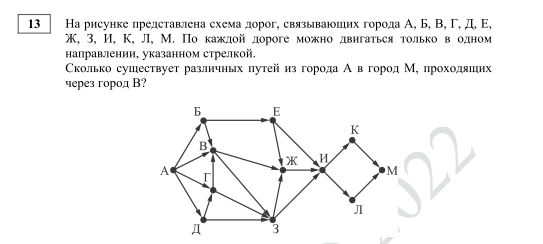 13
На рисунке представлена схема дорог, связывающих города А, Б, В, Г, Д, Е,
Ж, З, И, К, Л, М. По каждой дороге можно двигаться только в одном
направлении, указанном стрелкой.
Сколько существует различных путей из города А в город М, проходящих
через город В?
Б
Е
К
В
Ж
И
А
М
Г
Л
Д
З
2022